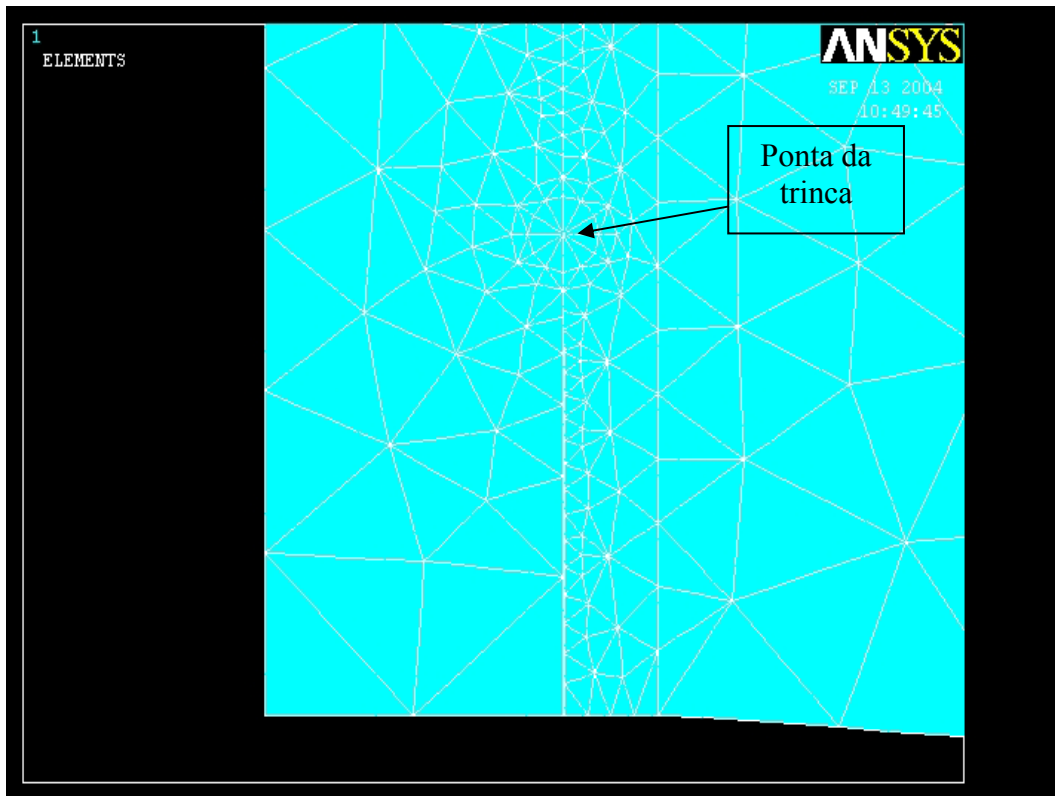 1
ELEMENTS
ANSYS
SEP 13 2004
10:49:45
Ponta da
trinca